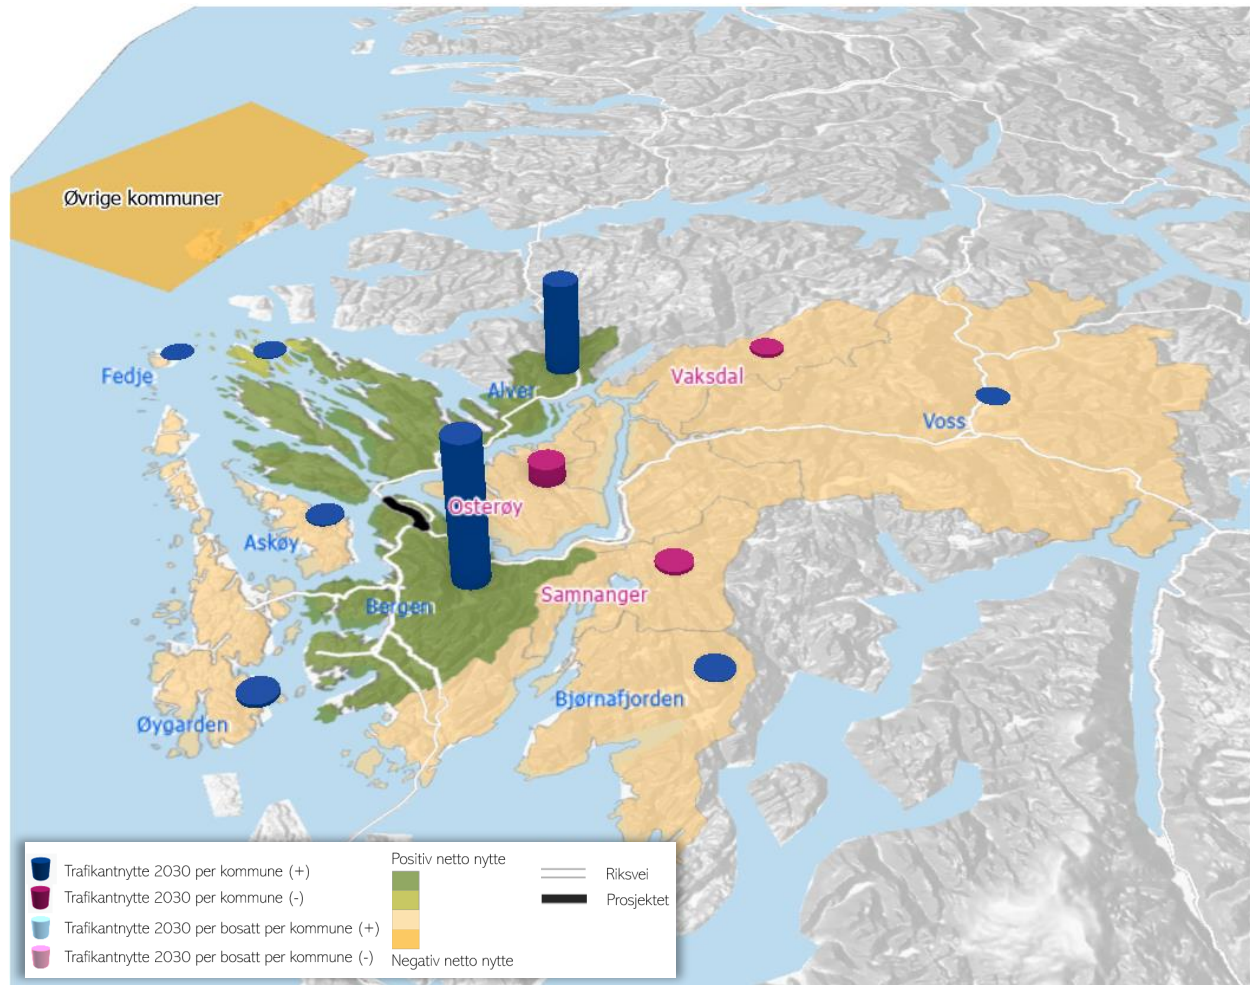 Øvrige kommuner
Fedje
Alver
Vaksdal
Voss
Osterøy
Askøy
Samnanger
Bergen
Bjørnafjorden
Øygarden
Trafikantnytte 2030 per kommune (+)
Trafikantnytte 2030 per kommune (-)
Trafikantnytte 2030 per bosatt per kommune (+)
Trafikantnytte 2030 per bosatt per kommune (-)
Positiv netto nytte
Negativ netto nytte
Riksvei
Prosjektet